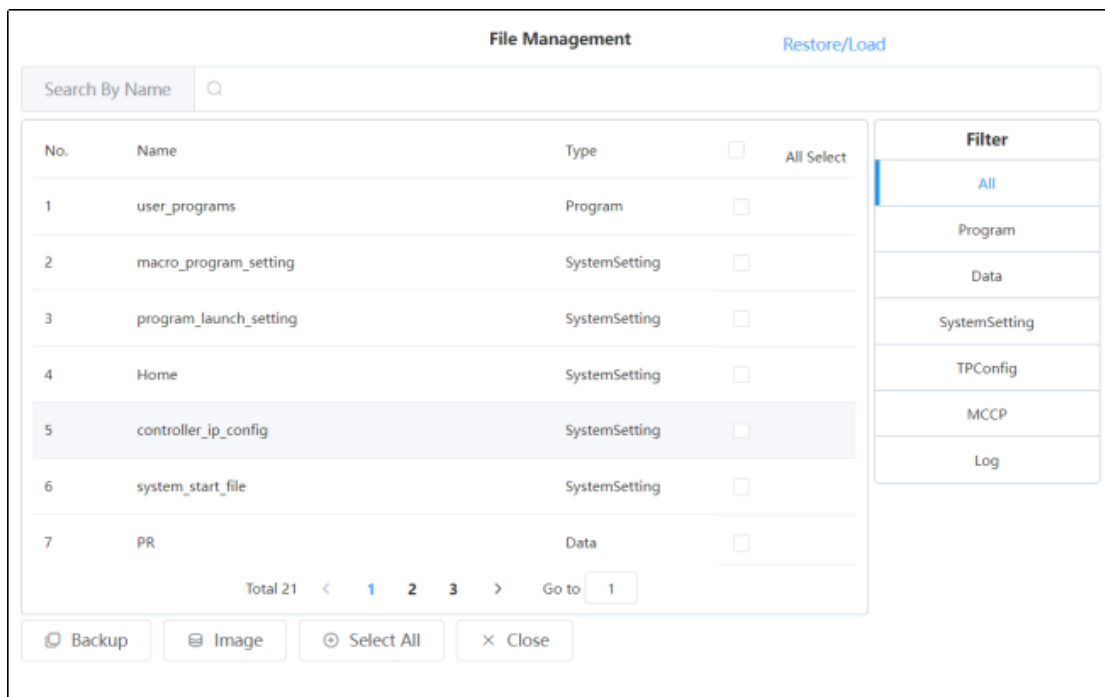 File Management Restore/Load
Search By Name
No. Name Type All Select
1 user_programs Program
2 macro_program_setting SystemSetting
3 program_launch_setting SystemSetting
4 Home SystemSetting
5 controller_ip_config SystemSetting
6 system_start_file SystemSetting
7 PR Data
Total 21 < 1 2 3 > Go to 1
Filter
All
Program
Data
SystemSetting
TPConfig
MCCP
Log
Backup Image Select All Close